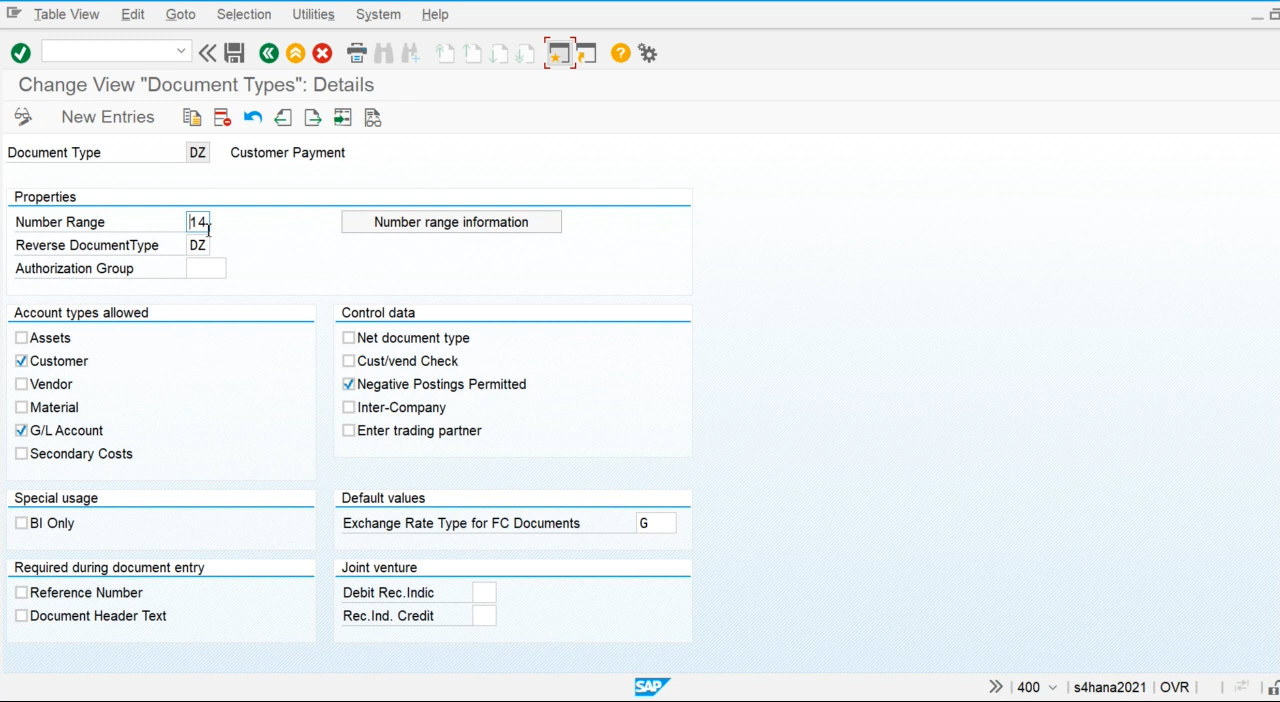 Table View Edit Goto Selection Utilities System Help
Change View "Document Types": Details
New Entries
Document Type DZ Customer Payment
Properties
Number Range 14 Number range information
Reverse DocumentType DZ
Authorization Group
Account types allowed Control data
Assets Net document type
Customer Cust/vend Check
Vendor Negative Postings Permitted
Material Inter-Company
G/L Account Enter trading partner
Secondary Costs
Special usage Default values
BI Only Exchange Rate Type for FC Documents G
Required during document entry Joint venture
Reference Number Debit Rec.Indic
Document Header Text Rec.Ind. Credit
SAP 400 s4hana2021 OVR